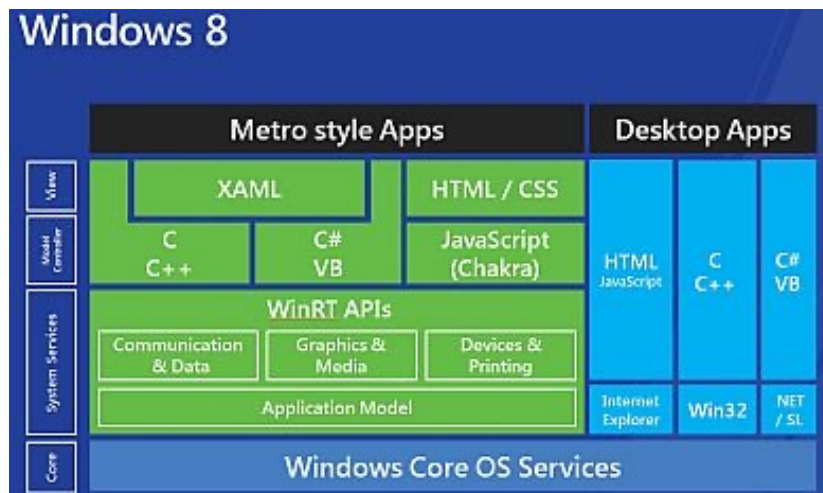 Windows 8
Metro style Apps
Desktop Apps
View
XAML
HTML / CSS
Model
Controller
C
C++
C#
VB
JavaScript
(Chakra)
HTML
JavaScript
C
C++
C#
VB
System Services
WinRT APIs
Communication
& Data
Graphics &
Media
Devices &
Printing
Application Model
Internet
Explorer
Win32
NET
/ SL
Core
Windows Core OS Services